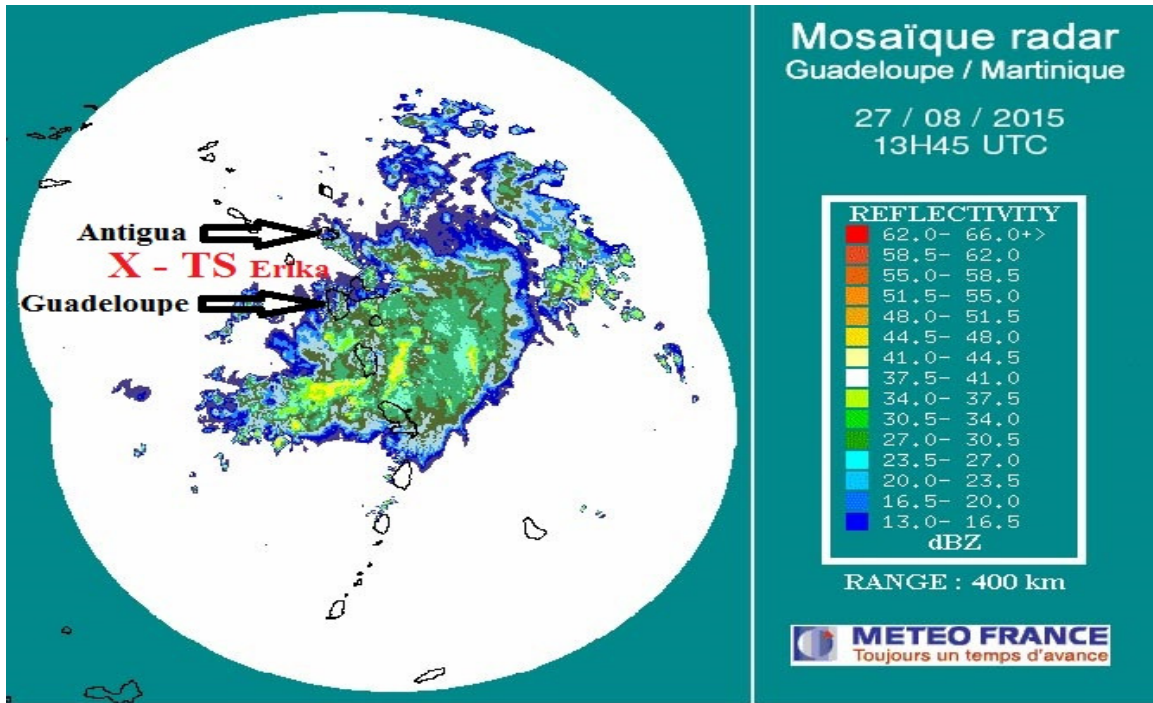 Antigua
X - TS Erika
Guadeloupe
Mosaïque radar
Guadeloupe / Martinique
27 / 08 / 2015
13H45 UTC
REFLECTIVITY
62.0- 66.0+>
58.5- 62.0
55.0- 58.5
51.5- 55.0
48.0- 51.5
44.5- 48.0
41.0- 44.5
37.5- 41.0
34.0- 37.5
30.5- 34.0
27.0- 30.5
23.5- 27.0
20.0- 23.5
16.5- 20.0
13.0- 16.5
dBZ
RANGE : 400 km
METEO FRANCE
Toujours un temps d'avance